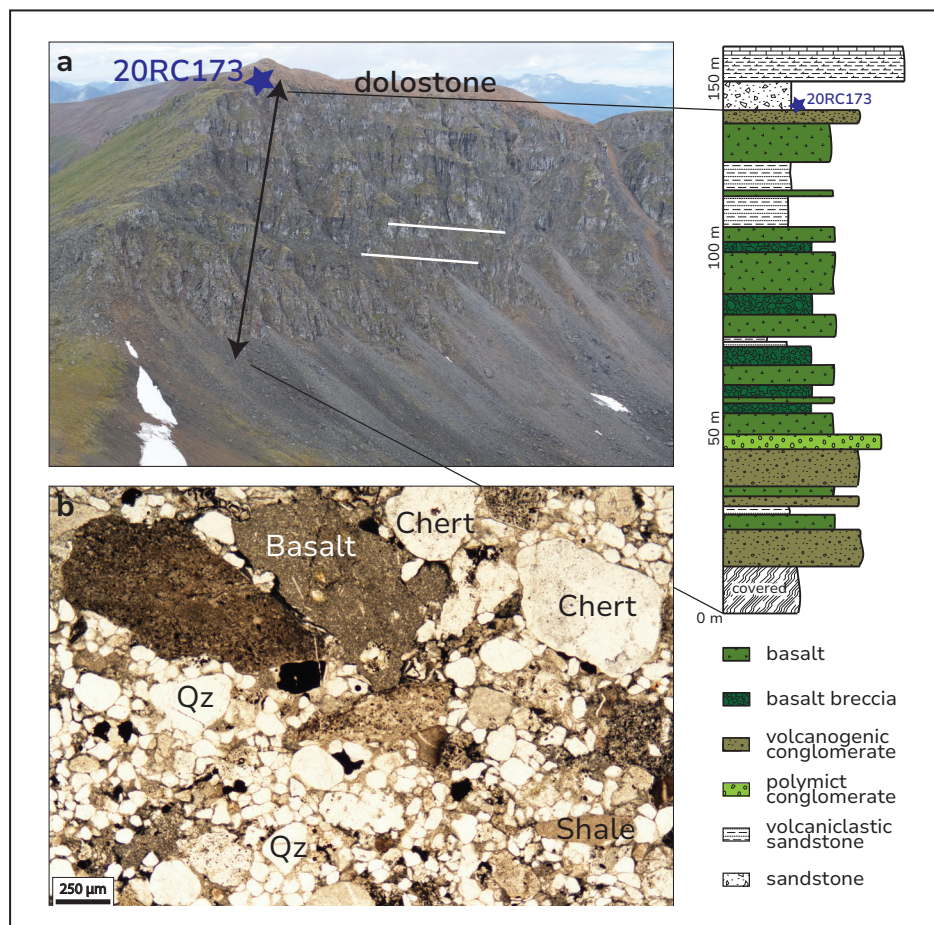 a
20RC173
dolostone
150 m
20RC173
100 m
50 m
covered
0 m
b
Chert
Basalt
Chert
Qz
Shale
Qz
250 µm
basalt
basalt breccia
volcanogenic
conglomerate
polymict
conglomerate
volcaniclastic
sandstone
sandstone